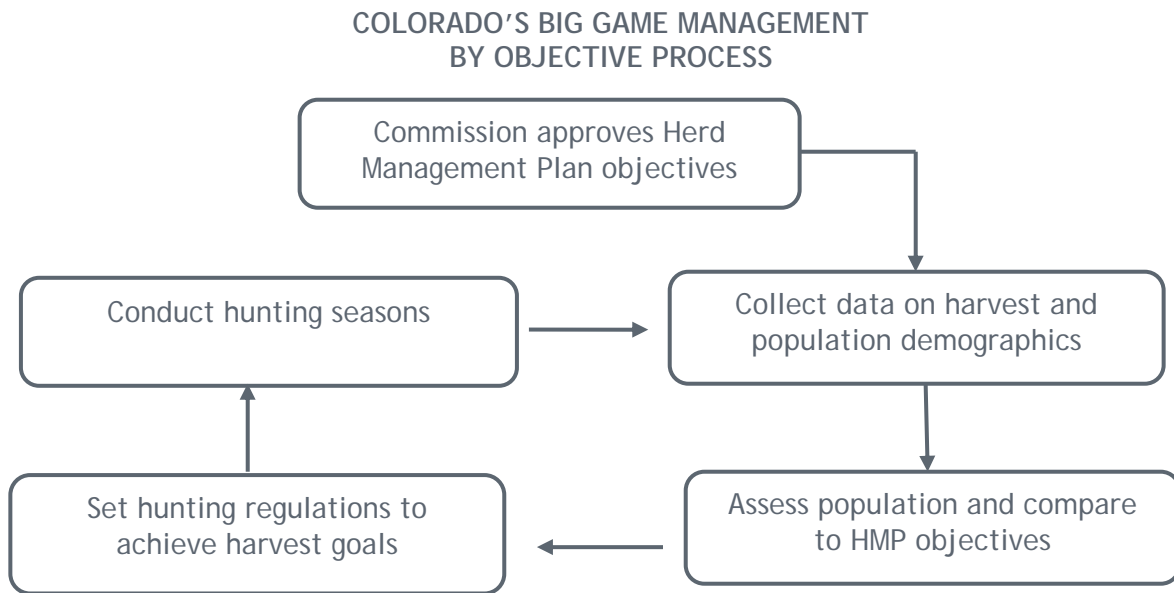 COLORADO'S BIG GAME MANAGEMENT
BY OBJECTIVE PROCESS
Commission approves Herd
Management Plan objectives
Conduct hunting seasons
Collect data on harvest and
population demographics
Set hunting regulations to
achieve harvest goals
Assess population and compare
to HMP objectives